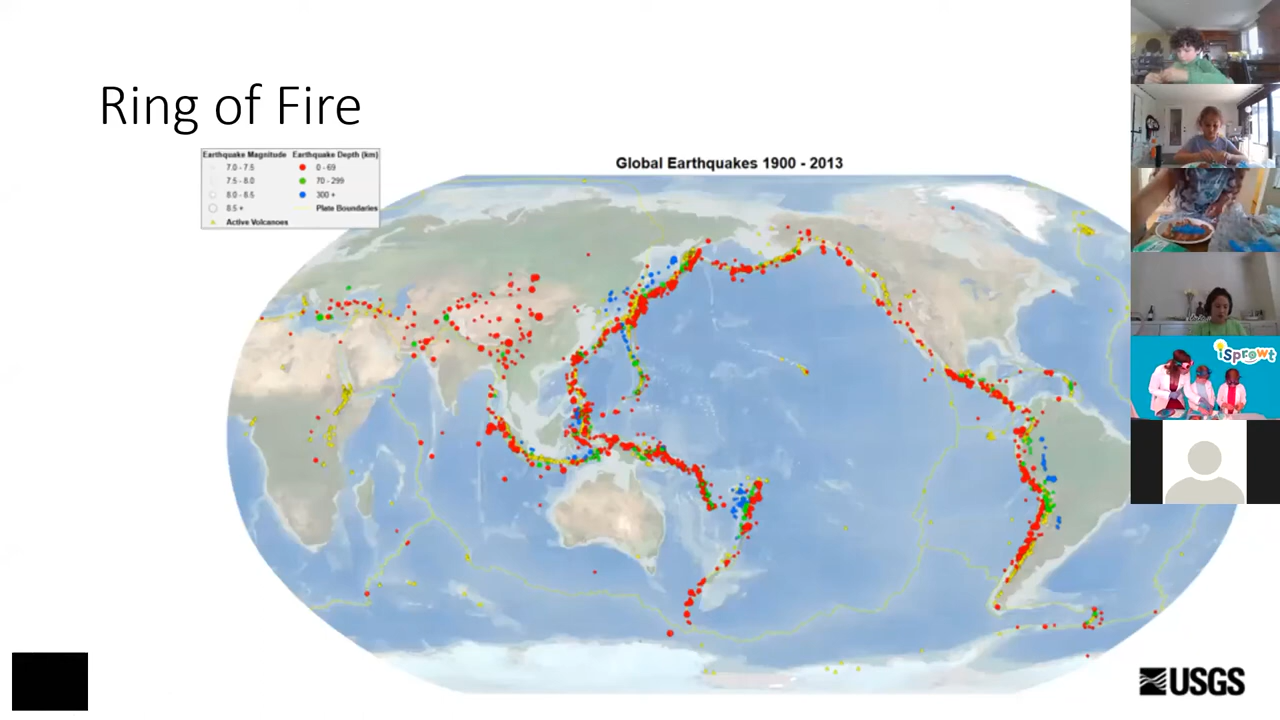 Ring of Fire
Earthquake Magnitude Earthquake Depth (km)
7.0 - 7.5 0 - 69
7.5 - 8.0 70 - 299
8.0 - 8.5 300 +
8.5 + Plate Boundaries
Active Volcanoes
Global Earthquakes 1900 - 2013
iSprowt
USGS